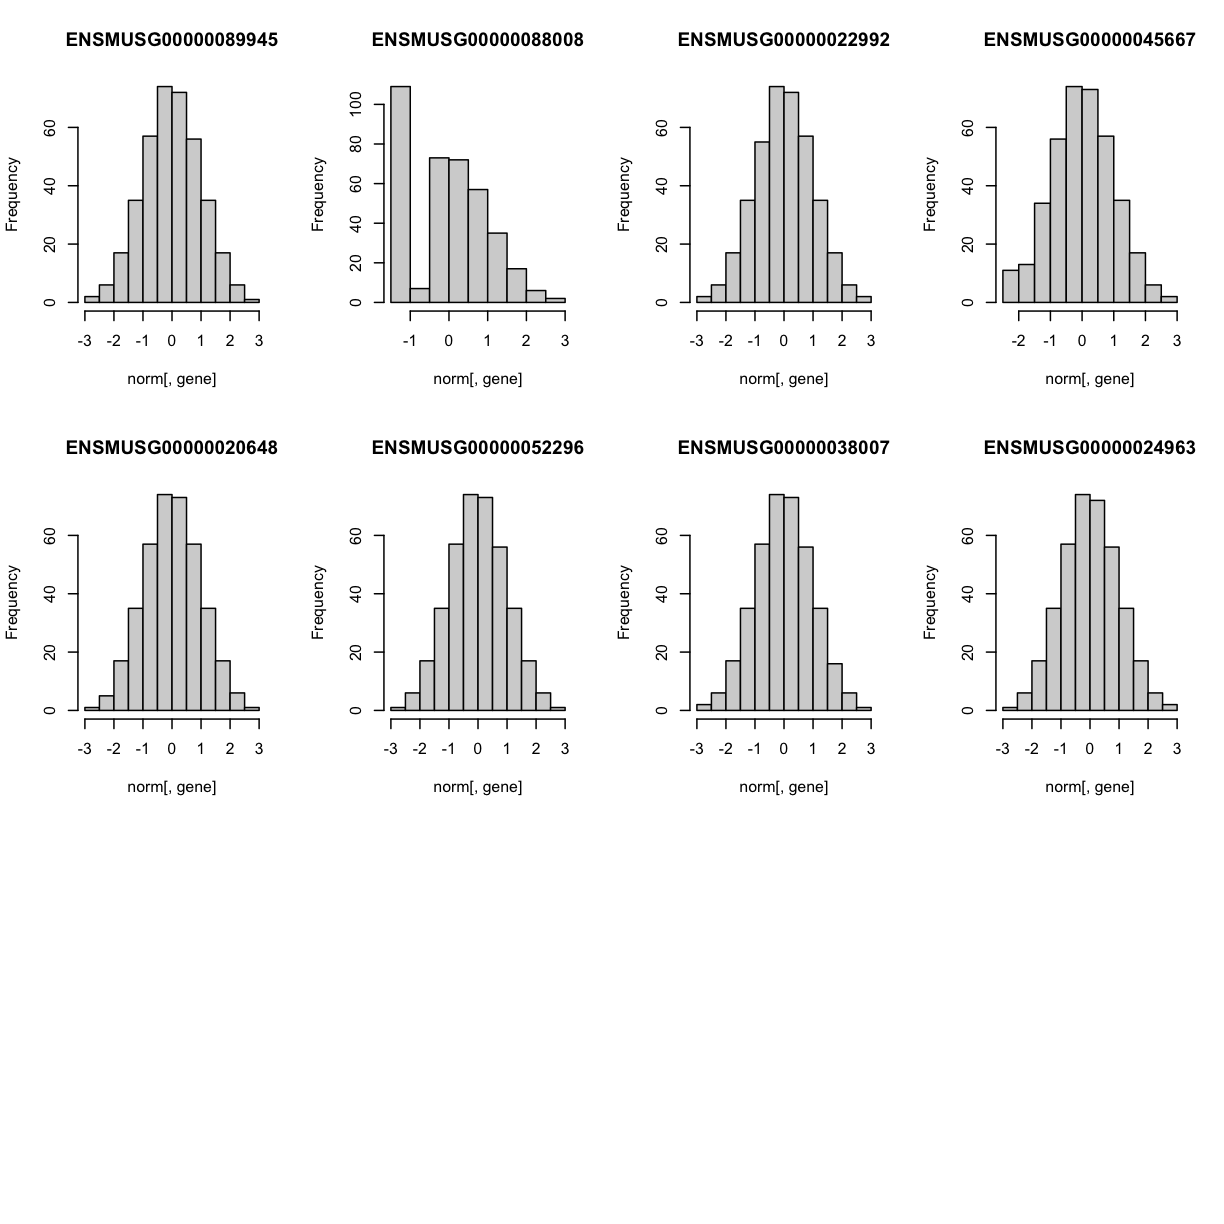 ENSMUSG00000089945
Frequency
0 20 40 60
-3 -2 -1 0 1 2 3
norm[, gene]
ENSMUSG00000088008
Frequency
0 20 40 60 80 100
-1 0 1 2 3
norm[, gene]
ENSMUSG00000022992
Frequency
0 20 40 60
-3 -2 -1 0 1 2 3
norm[, gene]
ENSMUSG00000045667
Frequency
0 20 40 60
-2 -1 0 1 2 3
norm[, gene]
ENSMUSG00000020648
Frequency
0 20 40 60
-3 -2 -1 0 1 2 3
norm[, gene]
ENSMUSG00000052296
Frequency
0 20 40 60
-3 -2 -1 0 1 2 3
norm[, gene]
ENSMUSG00000038007
Frequency
0 20 40 60
-3 -2 -1 0 1 2 3
norm[, gene]
ENSMUSG00000024963
Frequency
0 20 40 60
-3 -2 -1 0 1 2 3
norm[, gene]